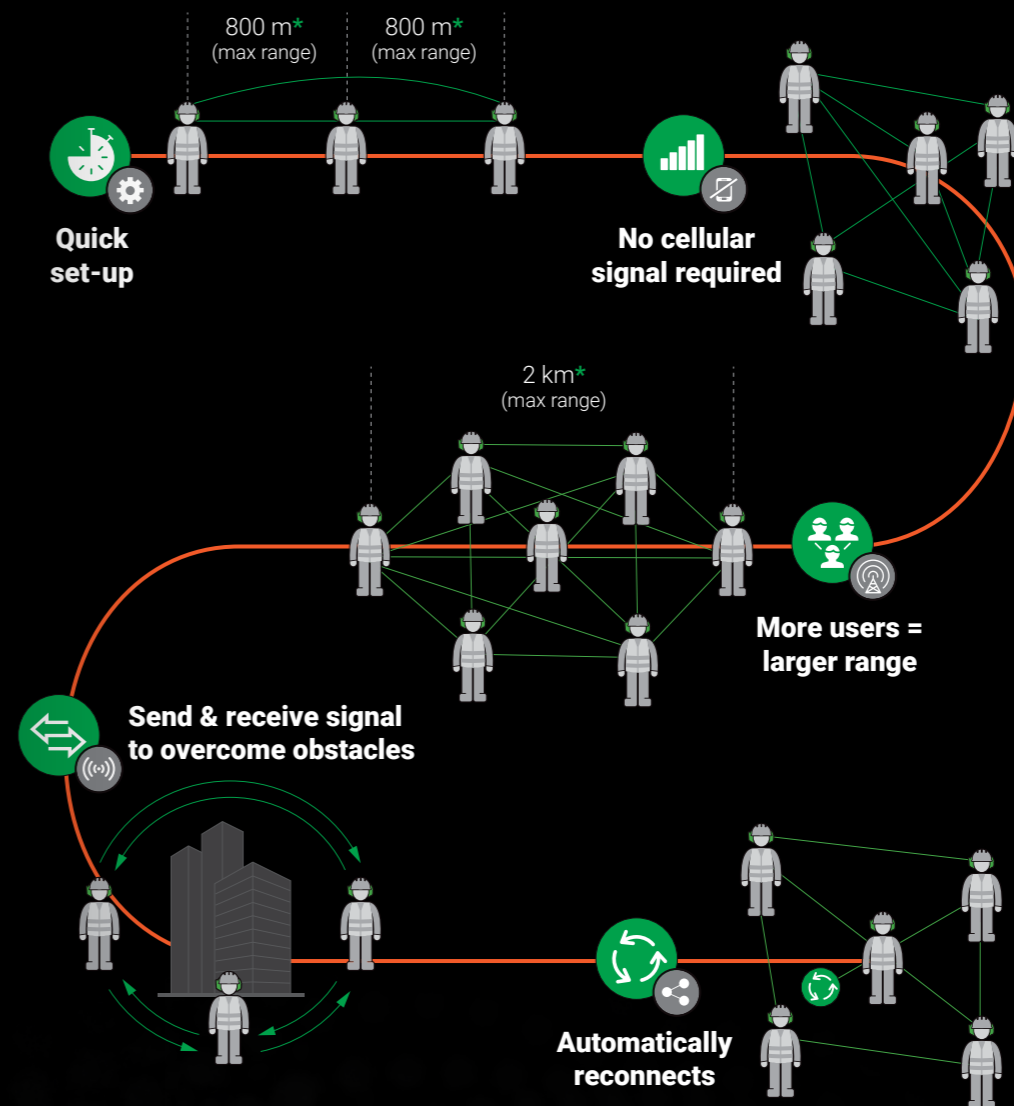 800 m*
(max range)
800 m*
(max range)
Quick
set-up
No cellular
signal required
2 km*
(max range)
More users =
larger range
Send & receive signal
to overcome obstacles
Automatically
reconnects